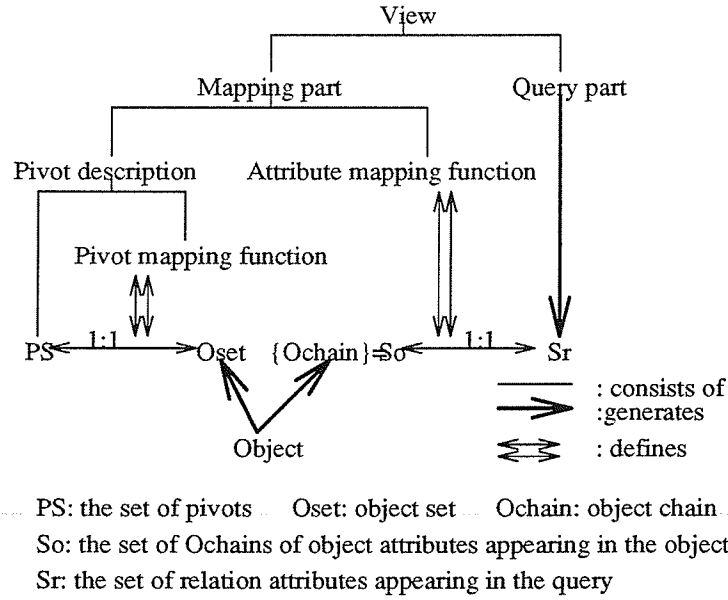 View
Mapping part
Query part
Pivot description
Attribute mapping function
Pivot mapping function
PS 1:1 Oset {Ochain}=So 1:1 Sr
: consists of
:generates
Object
: defines
PS: the set of pivots Oset: object set Ochain: object chain
So: the set of Ochains of object attributes appearing in the object
Sr: the set of relation attributes appearing in the query